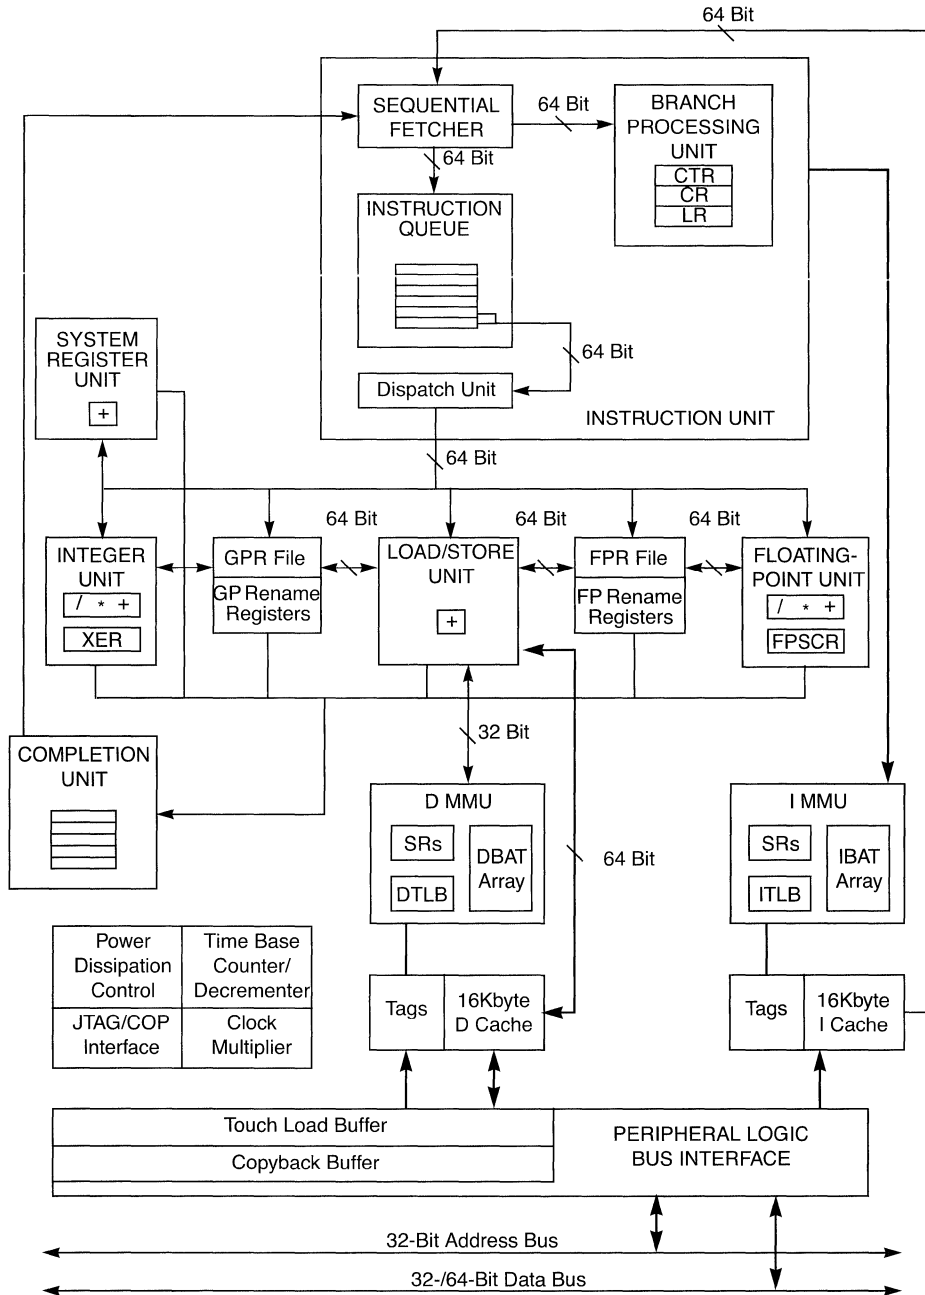 64 Bit
SEQUENTIAL
FETCHER
64 Bit
BRANCH
PROCESSING
UNIT
CTR
CR
LR
64 Bit
INSTRUCTION
QUEUE
64 Bit
Dispatch Unit
INSTRUCTION UNIT
SYSTEM
REGISTER
UNIT
+
64 Bit
64 Bit
64 Bit
64 Bit
INTEGER
UNIT
/ * +
XER
GPR File
GP Rename
Registers
LOAD/STORE
UNIT
+
FPR File
FP Rename
Registers
FLOATING-
POINT UNIT
/ * +
FPSCR
32 Bit
COMPLETION
UNIT
D MMU
SRs
DTLB
DBAT
Array
64 Bit
I MMU
SRs
ITLB
IBAT
Array
Power
Dissipation
Control
Time Base
Counter/
Decrementer
JTAG/COP
Interface
Clock
Multiplier
Tags
16Kbyte
D Cache
Tags
16Kbyte
I Cache
Touch Load Buffer
Copyback Buffer
PERIPHERAL LOGIC
BUS INTERFACE
32-Bit Address Bus
32-/64-Bit Data Bus